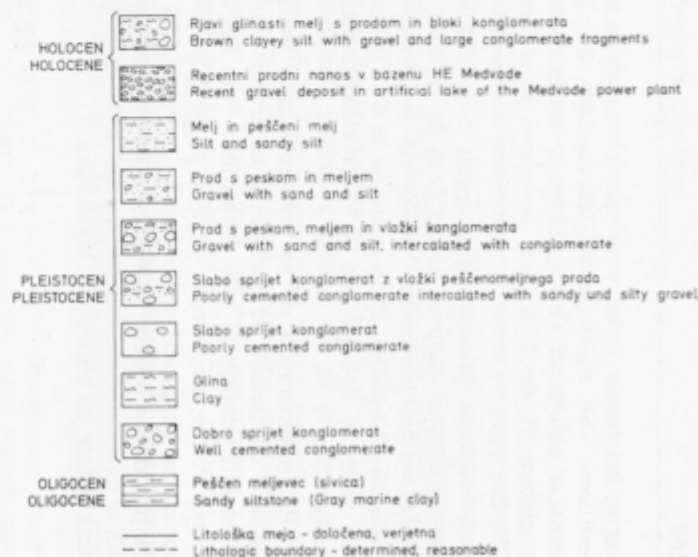 HOLOCEN
HOLOCENE
Rjavi glinasti melj s prodom in bloki konglomerata
Brown clayey silt with gravel and large conglomerate fragments
Recentni prodni nanos v bazenu HE Medvode
Recent gravel deposit in artificial lake of the Medvode power plant
PLEISTOCEN
PLEISTOCENE
Melj in peščeni melj
Silt and sandy silt
Prod s peskom in meljem
Gravel with sand and silt
Prod s peskom, meljem in vložki konglomerata
Gravel with sand and silt, intercalated with conglomerate
Slabo sprijet konglomerat z vložki peščenomeljnega proda
Poorly cemented conglomerate intercalated with sandy und silty gravel
Slabo sprijet konglomerat
Poorly cemented conglomerate
Glina
Clay
Dobro sprijet konglomerat
Well cemented conglomerate
OLIGOCEN
OLIGOCENE
Peščen meljevec (sivica)
Sandy siltstone (Gray marine clay)
Litološka meja - določena, verjetna
Lithologic boundary - determined, reasonable